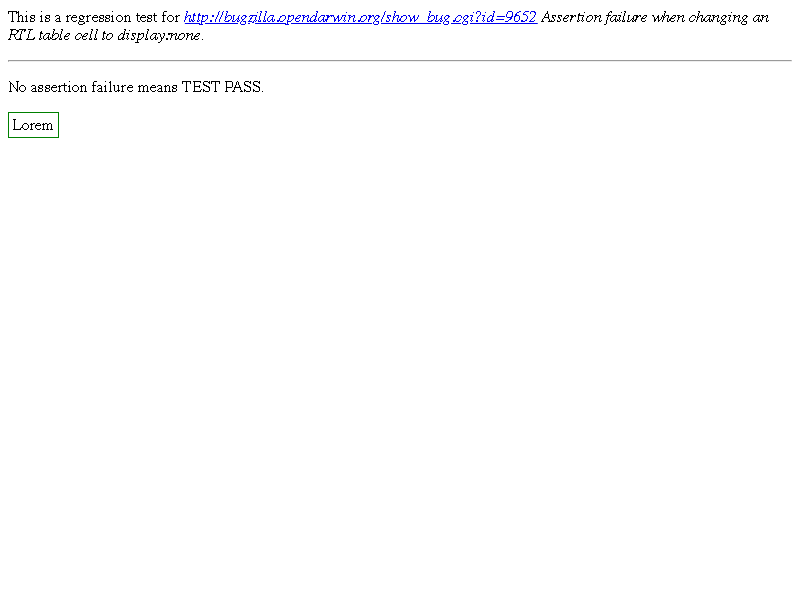 This is a regression test for http://bugzilla.opendarwin.org/show_bug.cgi?id=9652 Assertion failure when changing an
RTL table cell to display:none.
No assertion failure means TEST PASS.
Lorem